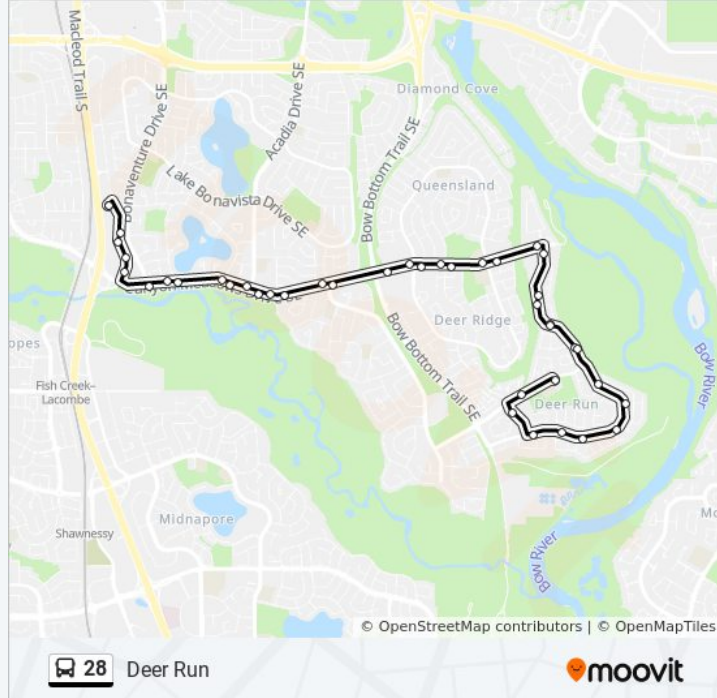 Macleod Trail S
Bonaventure Drive SE
Acadia Drive SE
Diamond Cove
Bow Bottom Trail SE
Lake Bonavista Drive SE
Queensland
Deer Ridge
Bow Bottom Trail SE
Bow River
opes
Fish Creek–
Lacombe
Deer Run
Midnapore
Shawnessy
Bow River
© OpenStreetMap contributors | © OpenMapTiles
28 Deer Run
moovit